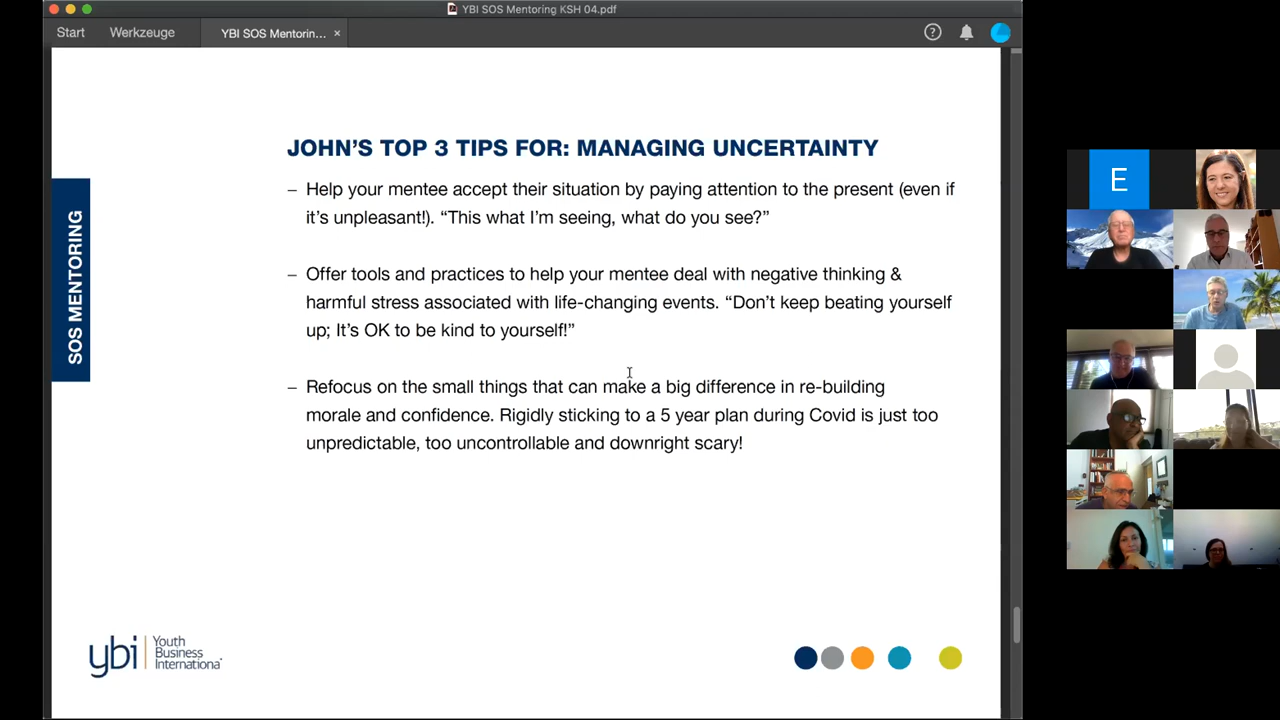 YBI SOS Mentoring KSH 04.pdf
Start
Werkzeuge
YBI SOS Mentorin...
×
?
JOHN’S TOP 3 TIPS FOR: MANAGING UNCERTAINTY
– Help your mentee accept their situation by paying attention to the present (even if
it’s unpleasant!). “This what I’m seeing, what do you see?”
– Offer tools and practices to help your mentee deal with negative thinking &
harmful stress associated with life-changing events. “Don’t keep beating yourself
up; It’s OK to be kind to yourself!”
– Refocus on the small things that can make a big difference in re-building
morale and confidence. Rigidly sticking to a 5 year plan during Covid is just too
unpredictable, too uncontrollable and downright scary!
SOS MENTORING
ybi
Youth
Business
International
E